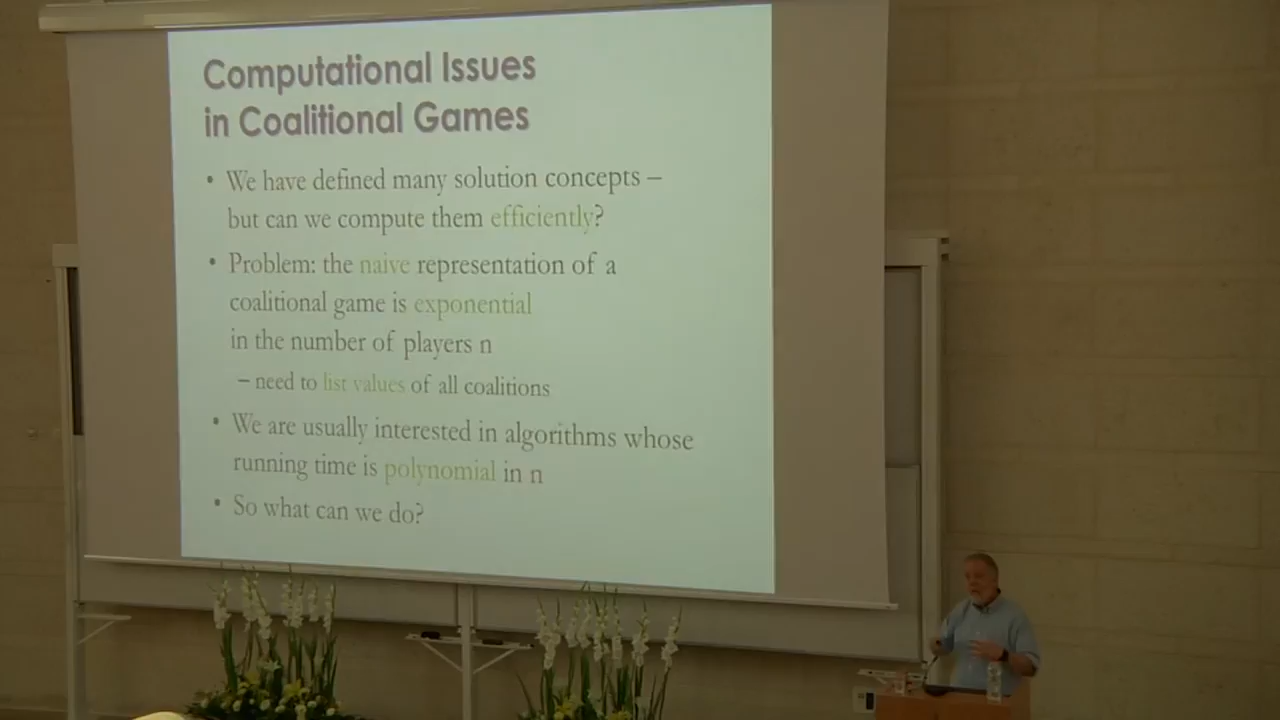 Computational Issues
in Coalitional Games
• We have defined many solution concepts –
but can we compute them efficiently?
• Problem: the naive representation of a
coalitional game is exponential
in the number of players n
– need to list values of all coalitions
• We are usually interested in algorithms whose
running time is polynomial in n
• So what can we do?